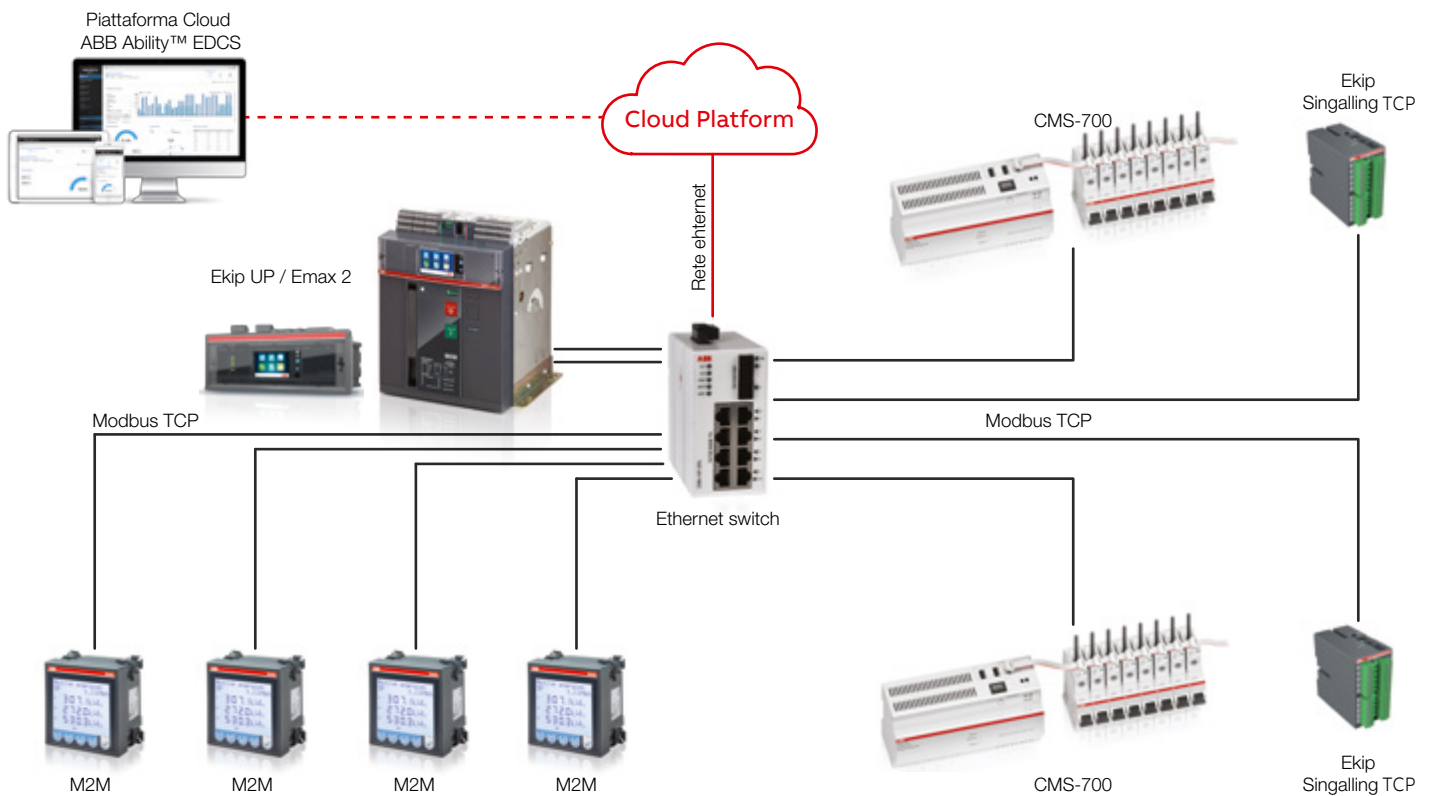 Piattaforma Cloud
ABB Ability™ EDCS
Cloud Platform
CMS-700
Ekip
Singalling TCP
Rete ehternet
Ekip UP / Emax 2
ABB
Modbus TCP
Modbus TCP
Ethernet switch
M2M
M2M
M2M
M2M
CMS-700
Ekip
Singalling TCP